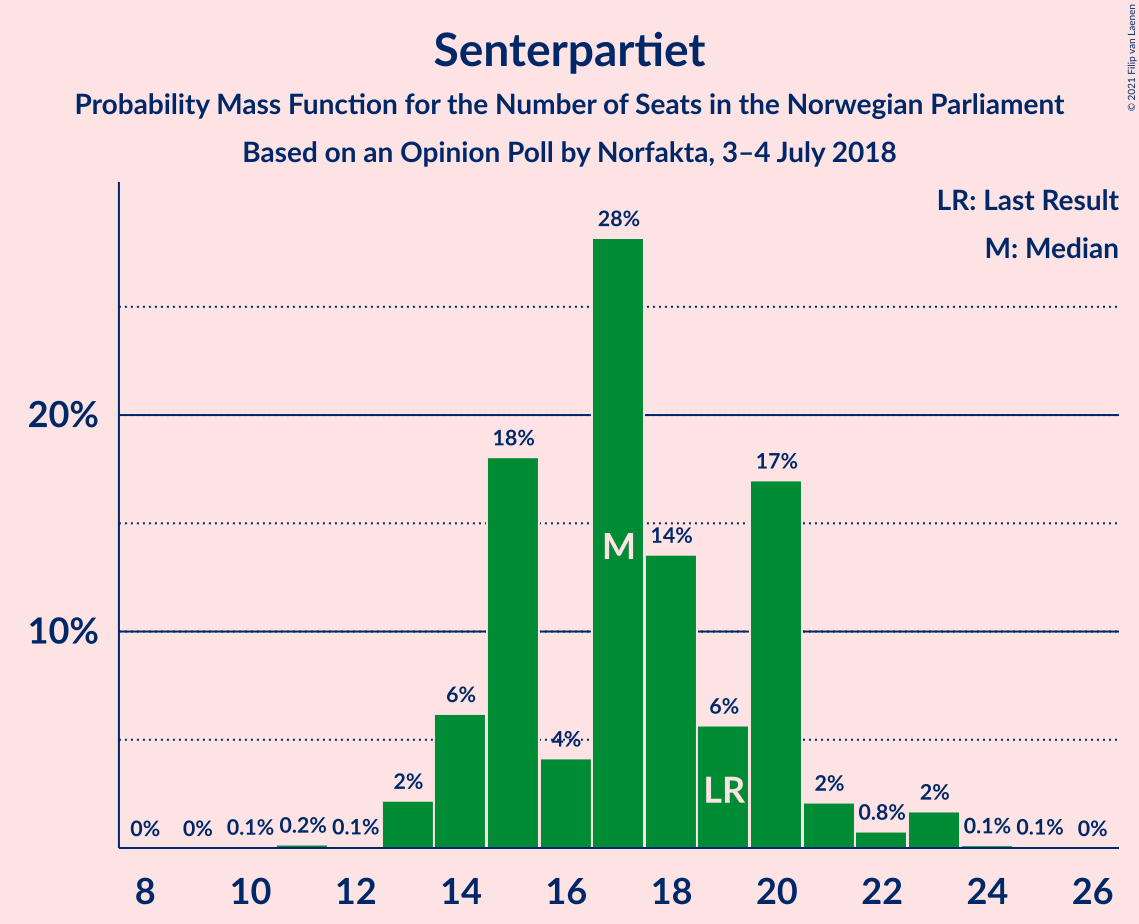 Senterpartiet
Probability Mass Function for the Number of Seats in the Norwegian Parliament
Based on an Opinion Poll by Norfakta, 3–4 July 2018
© 2021 Filip van Laenen
LR: Last Result
M: Median
20%
10%
0%
0%
0.1%
0.2%
0.1%
2%
6%
18%
4%
28%
M
14%
6%
LR
17%
2%
0.8%
2%
0.1%
0.1%
0%
8 10 12 14 16 18 20 22 24 26